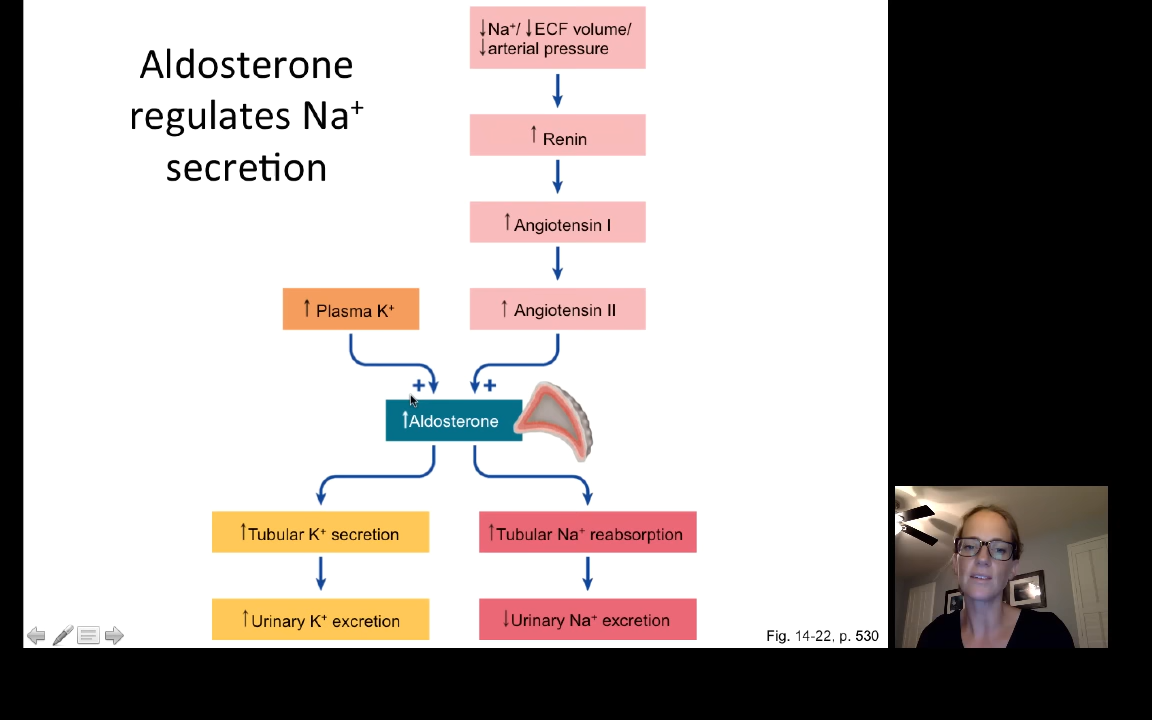 Aldosterone
regulates Na⁺
secretion
↓Na⁺/ ↓ECF volume/
↓arterial pressure
↑ Renin
↑ Angiotensin I
↑ Plasma K⁺
↑ Angiotensin II
+ +
↑Aldosterone
↑Tubular K⁺ secretion
↑Tubular Na⁺ reabsorption
↑Urinary K⁺ excretion
↓Urinary Na⁺ excretion
Fig. 14-22, p. 530